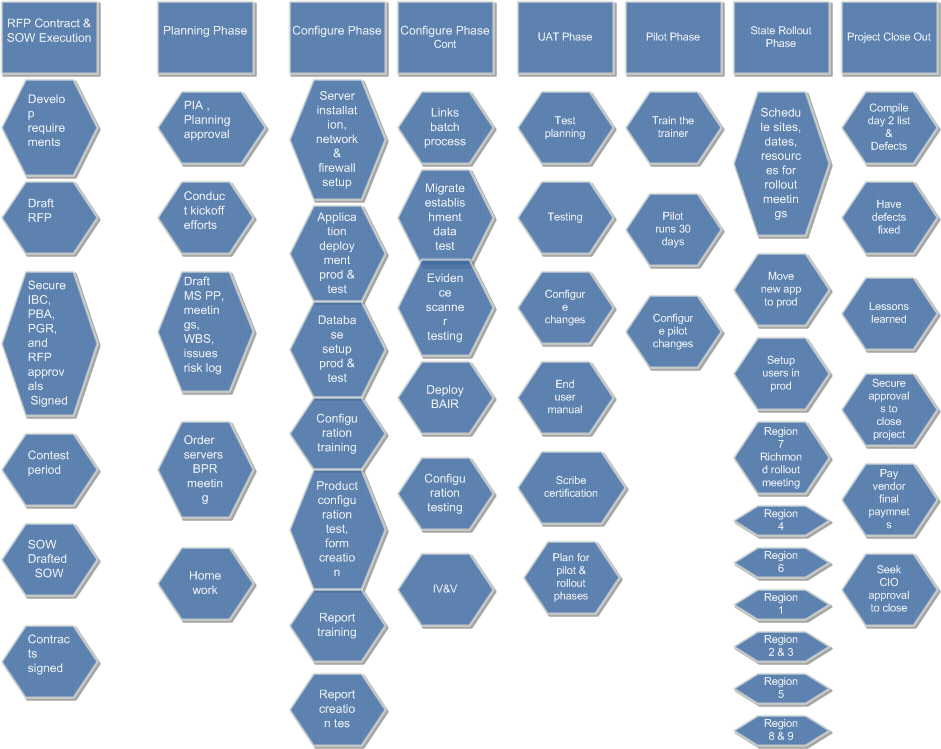 RFP Contract &
SOW Execution
Develo
p
require
ments
Draft
RFP
Secure
IBC,
PBA,
PGR,
and
RFP
approv
als
Signed
Contest
period
SOW
Drafted
SOW
Contrac
ts
signed
Planning Phase
PIA ,
Planning
approval
Conduc
t kickoff
efforts
Draft
MS PP,
meetin
gs,
WBS,
issues
risk log
Order
servers
BPR
meetin
g
Home
work
Configure Phase
Server
installat
ion,
network
&
firewall
setup
Applica
tion
deploy
ment
prod &
test
Databa
se
setup
prod &
test
Configu
ration
training
Product
configu
ration
test,
form
creatio
n
Report
training
Report
creatio
n tes
Configure Phase
Cont
Links
batch
process
Migrate
establis
hment
data
test
Eviden
ce
scanne
r
testing
Deploy
BAIR
Configu
ration
testing
IV&V
UAT Phase
Test
planning
Testing
Configur
e
changes
End
user
manual
Scribe
certification
Plan for
pilot &
rollout
phases
Pilot Phase
Train the
trainer
Pilot
runs 30
days
Configur
e pilot
changes
State Rollout
Phase
Schedu
le sites,
dates,
resourc
es for
rollout
meetin
gs
Move
new app
to prod
Setup
users in
prod
Region
7
Richmon
d rollout
meeting
Region
4
Region
6
Region
1
Region
2 & 3
Region
5
Region
8 & 9
Project Close Out
Compile
day 2 list
&
Defects
Have
defects
fixed
Lessons
learned
Secure
approval
s to
close
project
Pay
vendor
final
paymnet
s
Seek
CIO
approval
to close